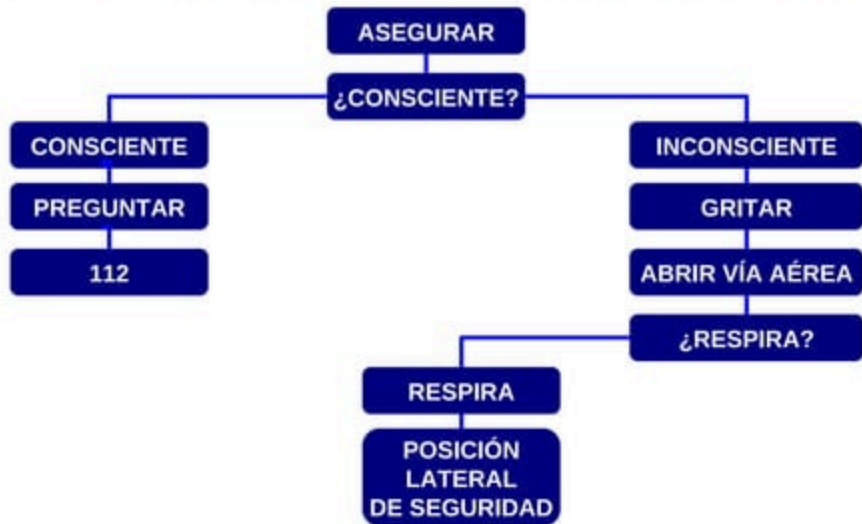 ASEGURAR
¿CONSCIENTE?
CONSCIENTE
INCONSCIENTE
PREGUNTAR
GRITAR
112
ABRIR VÍA AÉREA
¿RESPIRA?
RESPIRA
POSICIÓN
LATERAL
DE SEGURIDAD